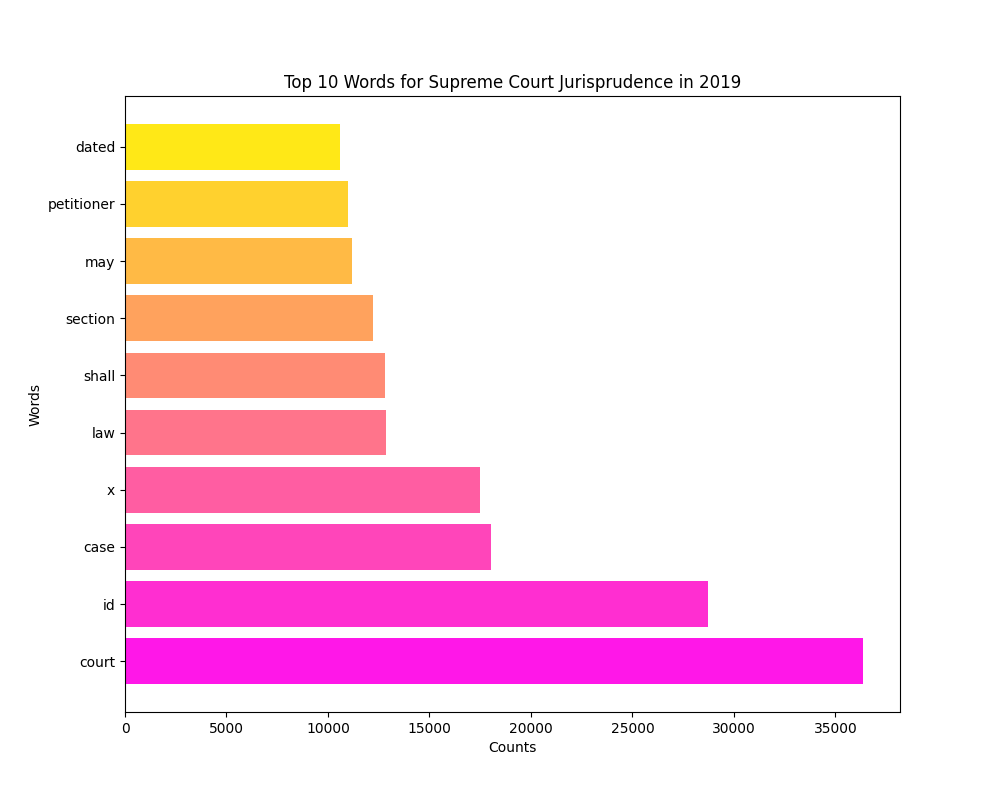 Top 10 Words for Supreme Court Jurisprudence in 2019
dated
petitioner
may
section
shall
law
x
case
id
court
Words
0 5000 10000 15000 20000 25000 30000 35000
Counts